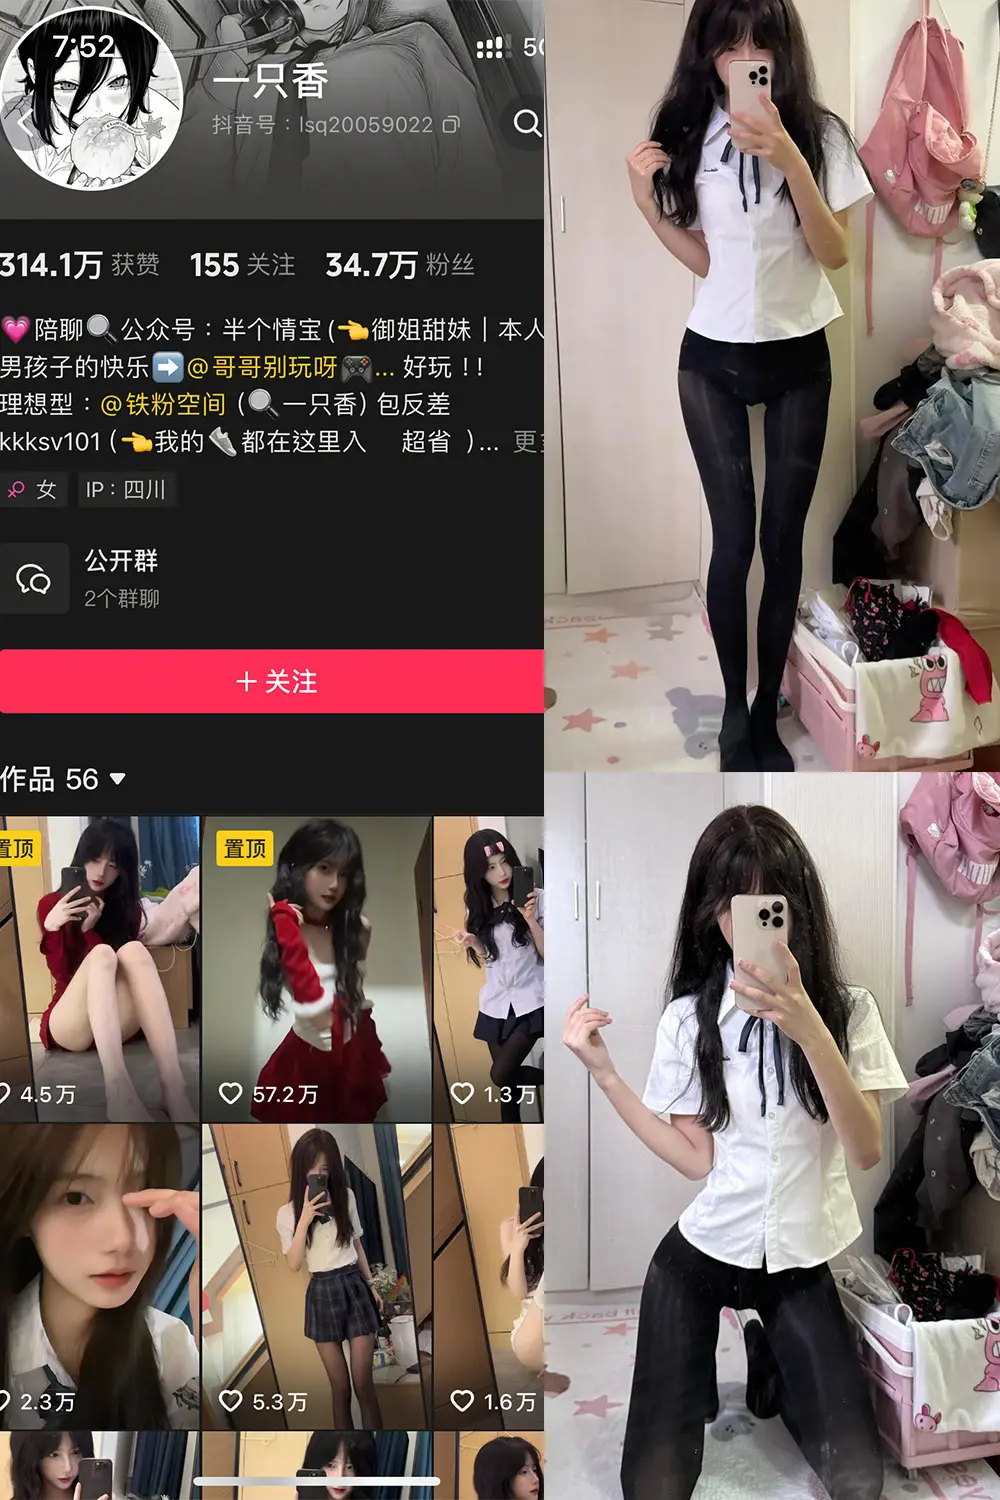 7:52
5G
一只香
抖音号：lsq20059022
314.1万 获赞 155 关注 34.7万 粉丝
💗陪聊🔍公众号：半个情宝(👉御姐甜妹｜本人
男孩子的快乐➡️@哥哥别玩呀🎮... 好玩 ! !
理想型：@铁粉空间 (🔍一只香) 包反差
kkksv101 (👉我的👟都在这里入 超省 )... 更多
女 IP：四川
公开群
2个群聊
＋ 关注
作品 56
置顶
置顶
4.5万
57.2万
1.3万
2.3万
5.3万
1.6万